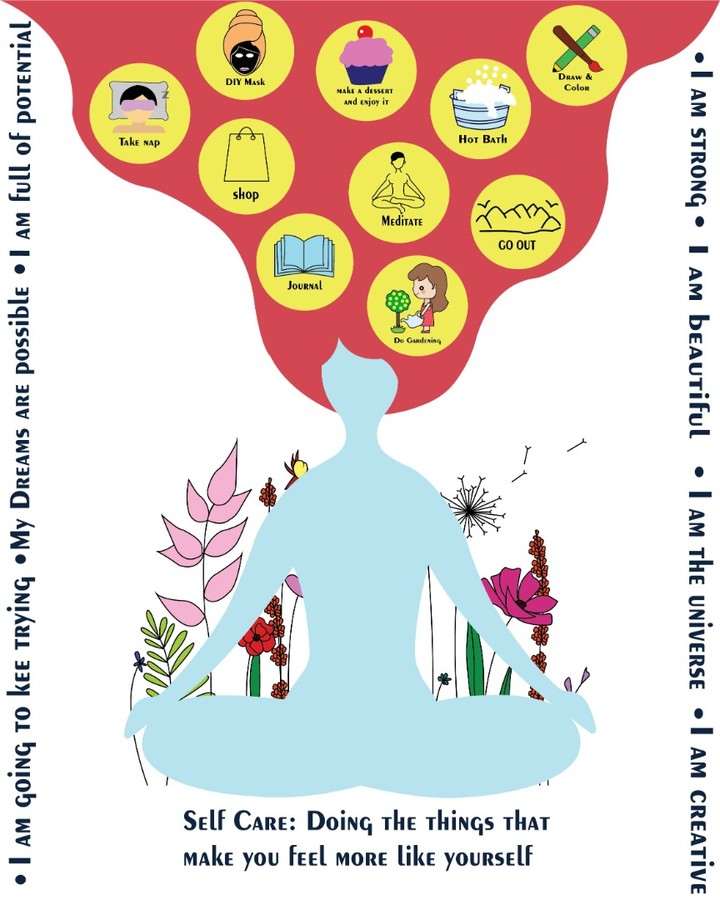 DIY Mask
make a dessert
and enjoy it
Draw &
Color
Take nap
z
Hot Bath
shop
Meditate
GO OUT
Journal
Do Gardening
• I am going to kee trying • My Dreams are possible • I am full of potential
• I am strong • I am beautiful • I am the universe • I am creative
Self Care: Doing the things that
make you feel more like yourself